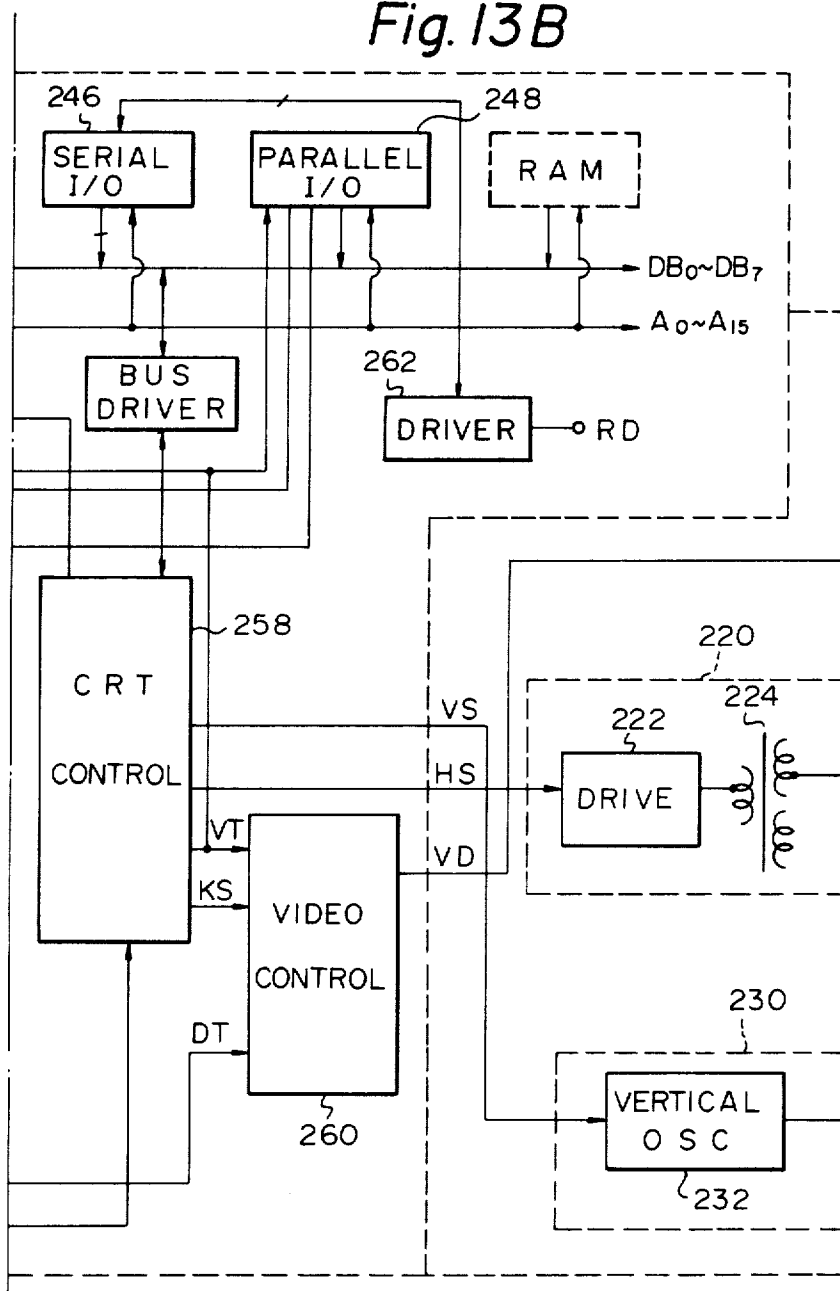 Fig. 13B
246
248
SERIAL
I/O
PARALLEL
I/O
RAM
DB0~DB7
A0~A15
BUS
DRIVER
262
DRIVER
RD
258
CRT
CONTROL
VS
HS
VT
KS
VD
DT
VIDEO
CONTROL
260
220
222
224
DRIVE
230
VERTICAL
OSC
232